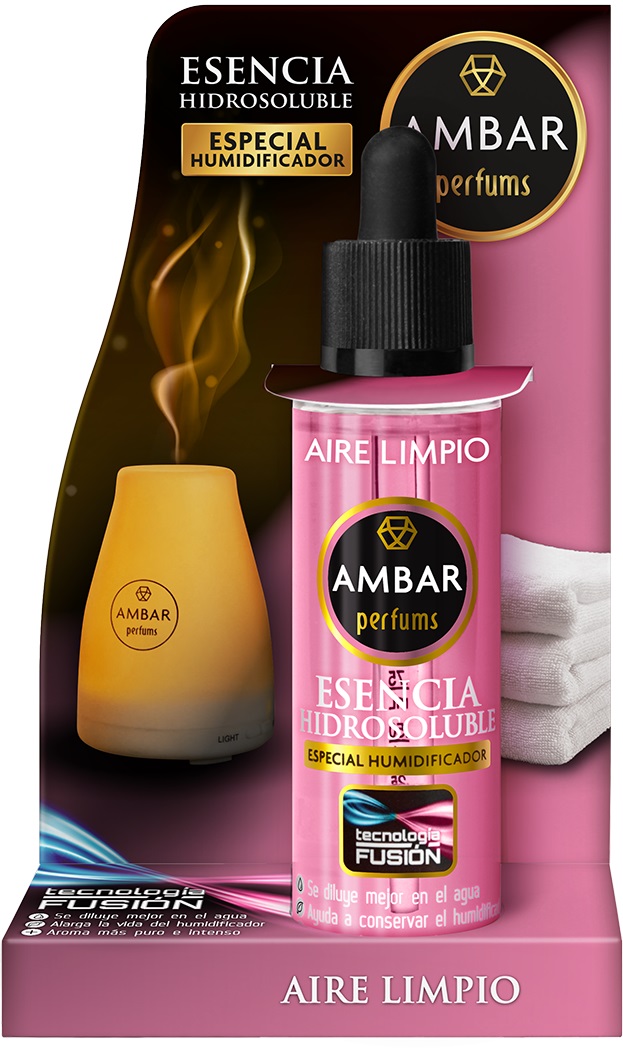 ESENCIA
HIDROSOLUBLE
ESPECIAL
HUMIDIFICADOR
AMBAR
perfums
AIRE LIMPIO
AMBAR
perfums
ESENCIA
HIDROSOLUBLE
ESPECIAL HUMIDIFICADOR
tecnología
FUSIÓN
Se diluye mejor en el agua
Ayuda a conservar el
AMBAR
perfums
LIGHT
tecnología
FUSIÓN
Se diluye mejor en el agua
Alarga la vida del humidificador
Aroma más puro e intenso
AIRE LIMPIO